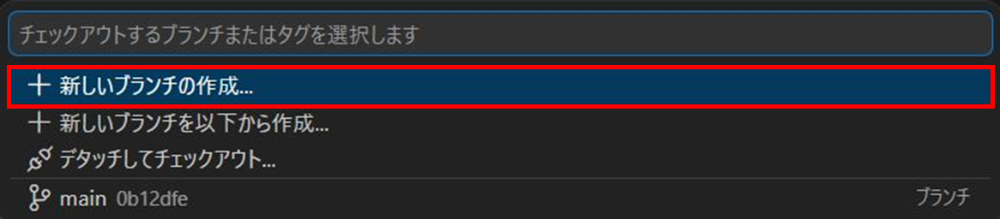 チェックアウトするブランチまたはタグを選択します
新しいブランチの作成...
新しいブランチを以下から作成...
デタッチしてチェックアウト...
main 0b12dfe ブランチ